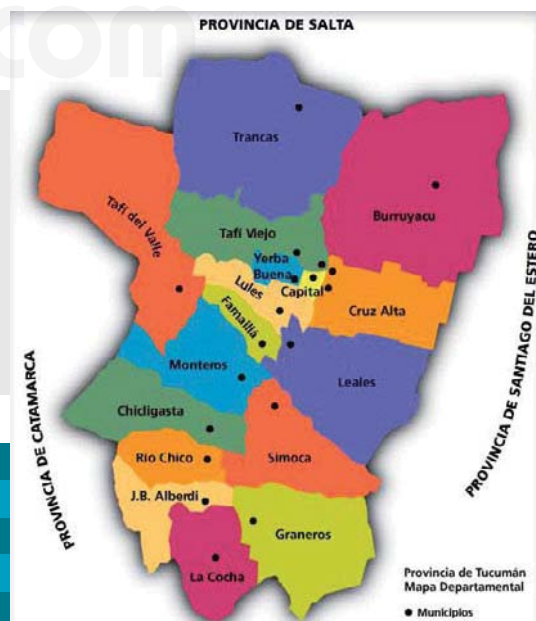 com
PROVINCIA DE SALTA
Trancas
Burruyacu
Tafí del Valle
Tafí Viejo
Yerba
Buena
Lules
Capital
Cruz Alta
Famaillá
Monteros
Leales
Chicligasta
Río Chico
Simoca
J.B. Alberdi
Graneros
La Cocha
PROVINCIA DE CATAMARCA
PROVINCIA DE SANTIAGO DEL ESTERO
Provincia de Tucumán
Mapa Departamental
● Municipios